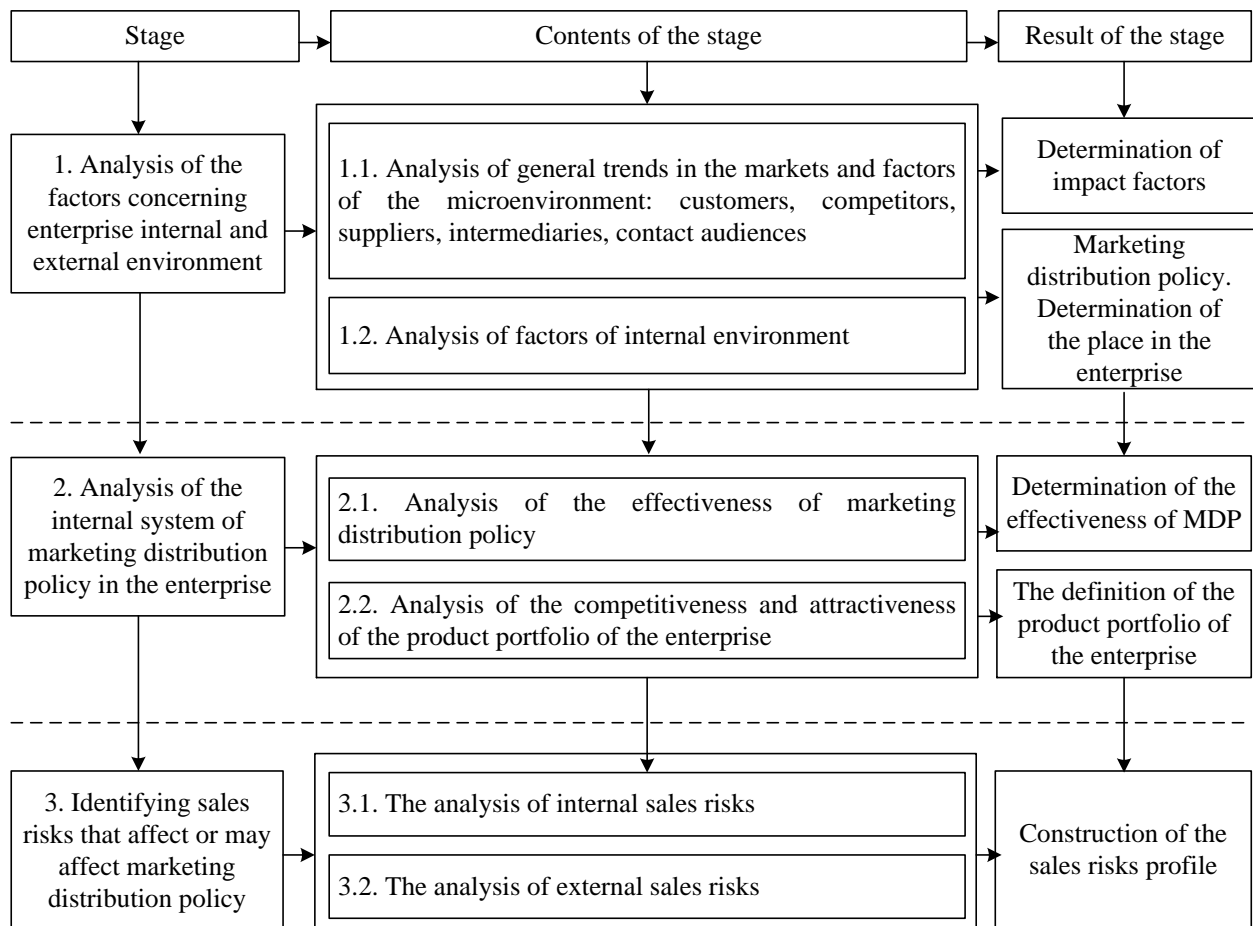 Stage
Contents of the stage
Result of the stage
1. Analysis of the
factors concerning
enterprise internal and
external environment
1.1. Analysis of general trends in the markets and factors
of the microenvironment: customers, competitors,
suppliers, intermediaries, contact audiences
1.2. Analysis of factors of internal environment
Determination of
impact factors
Marketing
distribution policy.
Determination of
the place in the
enterprise
2. Analysis of the
internal system of
marketing distribution
policy in the enterprise
2.1. Analysis of the effectiveness of marketing
distribution policy
2.2. Analysis of the competitiveness and attractiveness
of the product portfolio of the enterprise
Determination of the
effectiveness of MDP
The definition of the
product portfolio of
the enterprise
3. Identifying sales
risks that affect or may
affect marketing
distribution policy
3.1. The analysis of internal sales risks
3.2. The analysis of external sales risks
Construction of the
sales risks profile